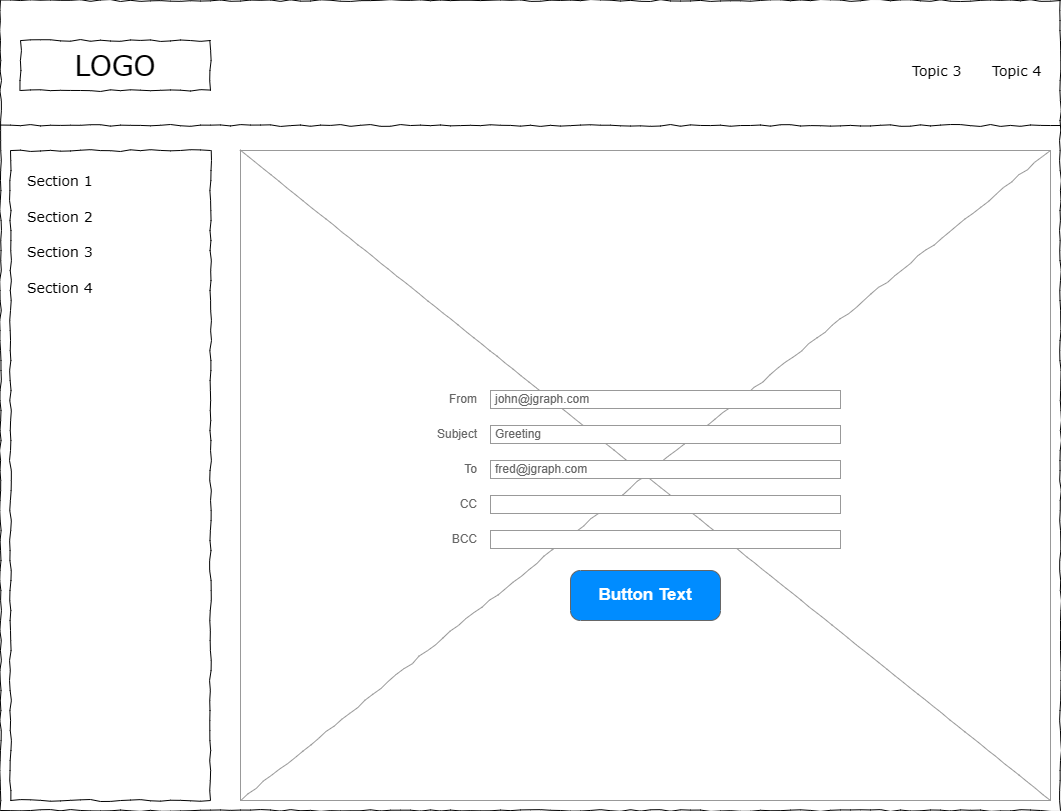 LOGO
Topic 3 Topic 4
Section 1
Section 2
Section 3
Section 4
From john@jgraph.com
Subject Greeting
To fred@jgraph.com
CC
BCC
Button Text